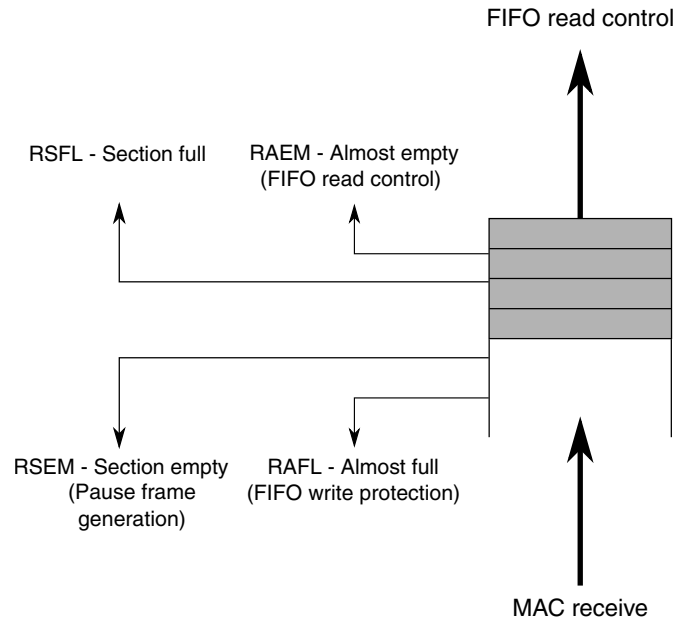 FIFO read control
RSFL - Section full
RAEM - Almost empty
(FIFO read control)
RSEM - Section empty
(Pause frame
generation)
RAFL - Almost full
(FIFO write protection)
MAC receive